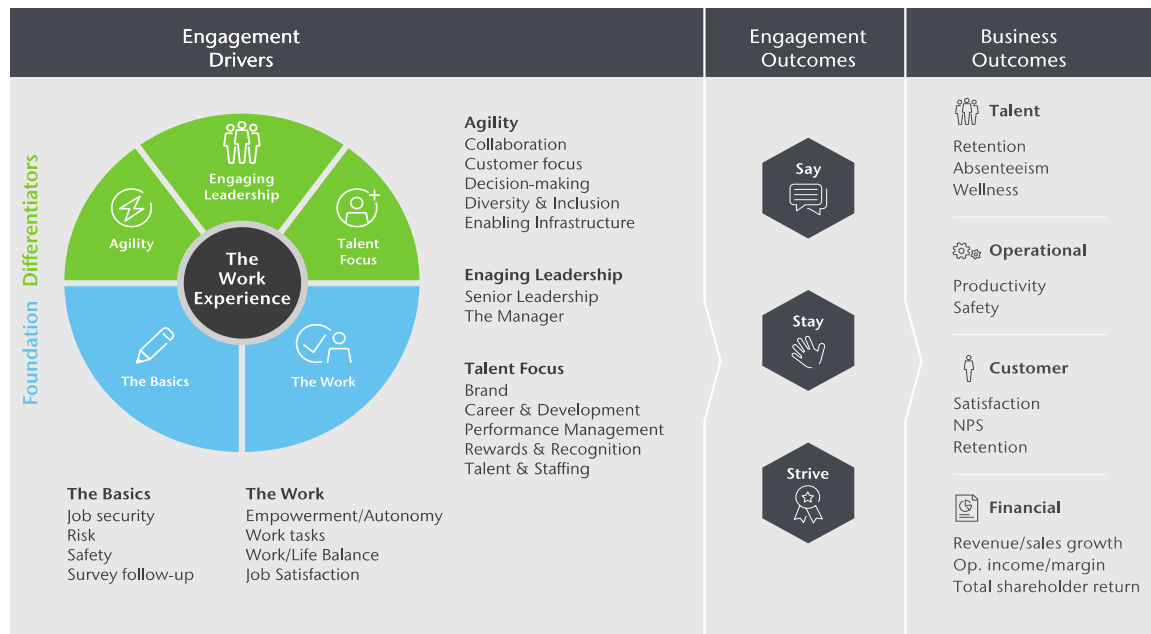 Engagement
Drivers
Engagement
Outcomes
Business
Outcomes
Differentiators
Foundation
Engaging
Leadership
Agility
Talent
Focus
The
Work
Experience
The Basics
The Work
Agility
Collaboration
Customer focus
Decision-making
Diversity & Inclusion
Enabling Infrastructure
Enaging Leadership
Senior Leadership
The Manager
Talent Focus
Brand
Career & Development
Performance Management
Rewards & Recognition
Talent & Staffing
The Basics
Job security
Risk
Safety
Survey follow-up
The Work
Empowerment/Autonomy
Work tasks
Work/Life Balance
Job Satisfaction
Say
Stay
Strive
Talent
Retention
Absenteeism
Wellness
Operational
Productivity
Safety
Customer
Satisfaction
NPS
Retention
Financial
Revenue/sales growth
Op. income/margin
Total shareholder return